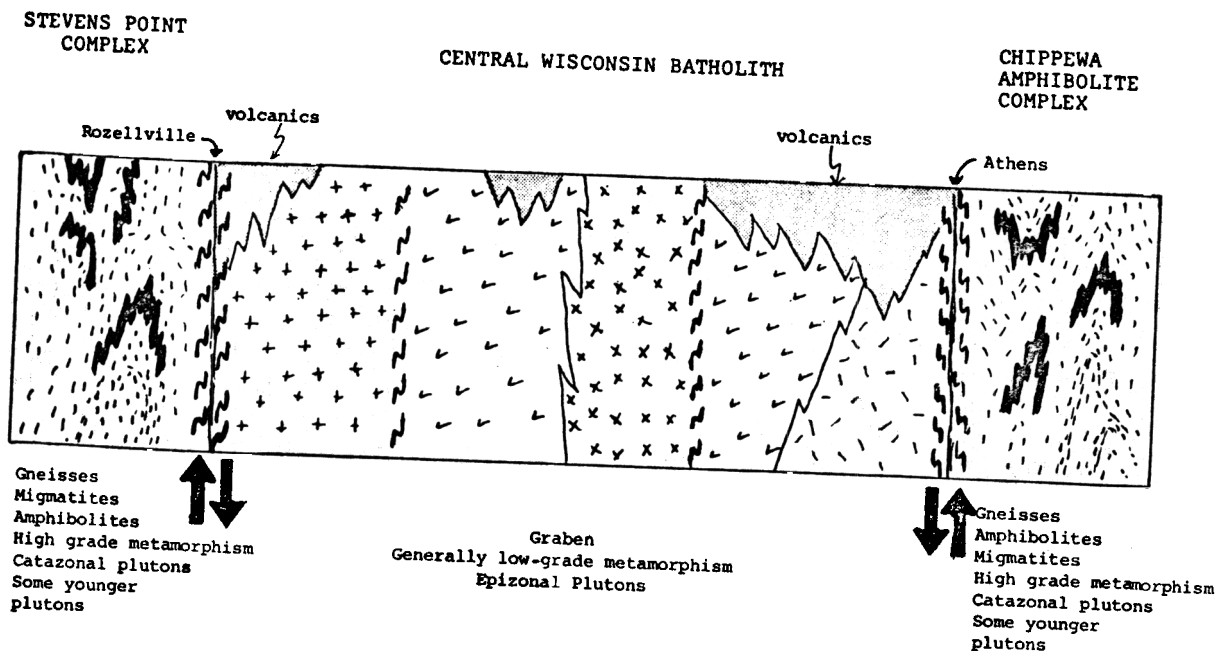 STEVENS POINT
COMPLEX
CENTRAL WISCONSIN BATHOLITH
CHIPPEWA
AMPHIBOLITE
COMPLEX
Rozellville
volcanics
volcanics
Athens
Gneisses
Migmatites
Amphibolites
High grade metamorphism
Catazonal plutons
Some younger
plutons
Graben
Generally low-grade metamorphism
Epizonal Plutons
Gneisses
Amphibolites
Migmatites
High grade metamorphism
Catazonal plutons
Some younger
plutons